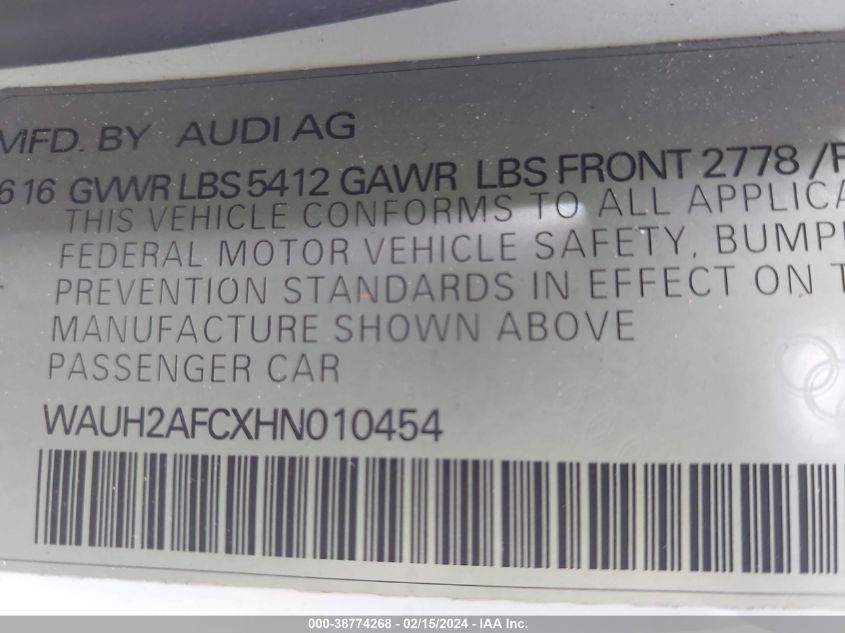 MFD. BY AUDI AG
616 GVWR LBS 5412 GAWR LBS FRONT 2778 /R
THIS VEHICLE CONFORMS TO ALL APPLICA
FEDERAL MOTOR VEHICLE SAFETY, BUMP
PREVENTION STANDARDS IN EFFECT ON T
MANUFACTURE SHOWN ABOVE
PASSENGER CAR
WAUH2AFCXHN010454
000-38774268 - 02/15/2024 - IAA Inc.